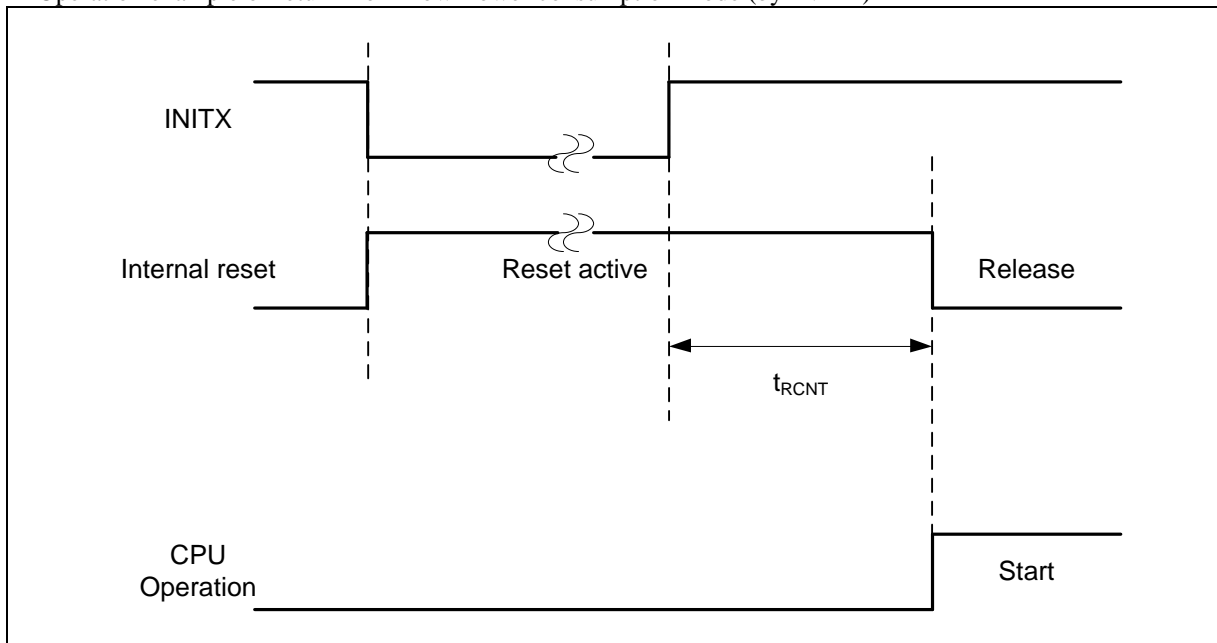 INITX
Internal reset
Reset active
Release
tRCNT
CPU
Operation
Start